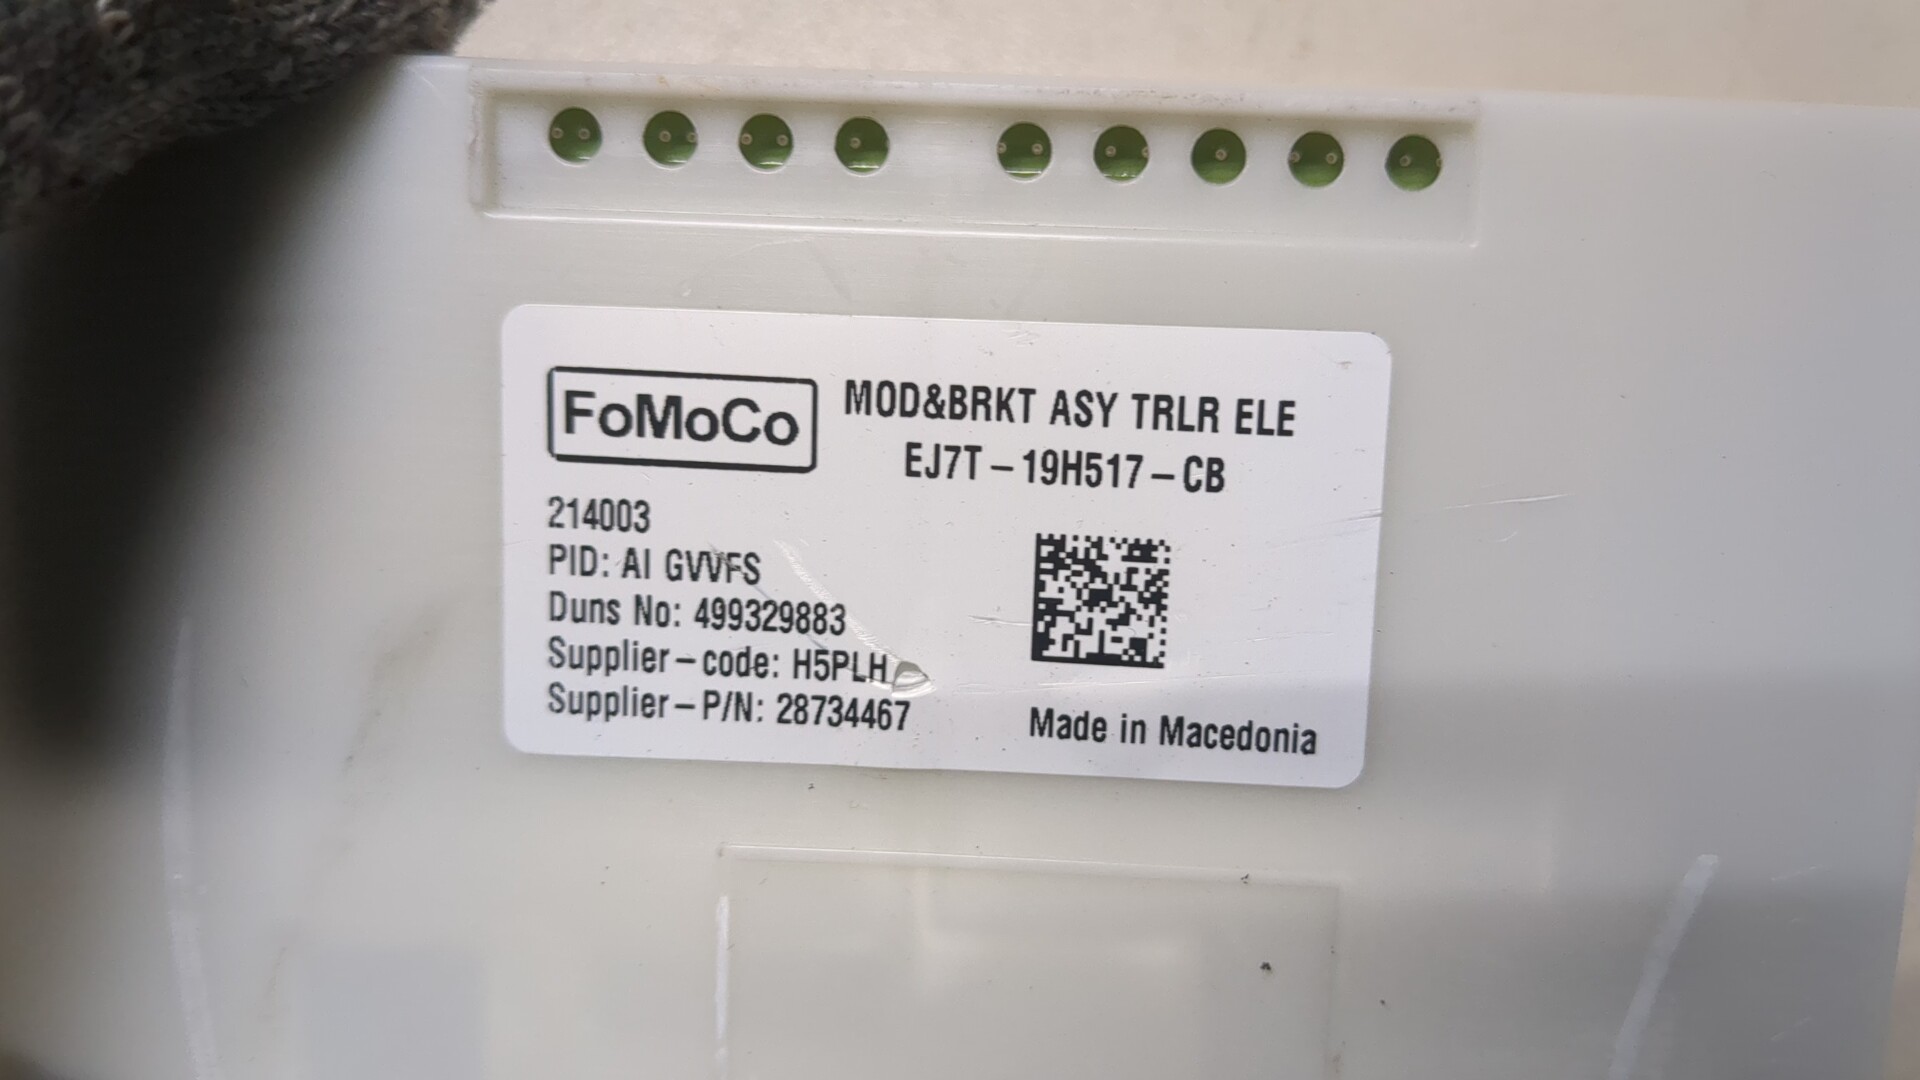 FoMoCo
MOD&BRKT ASY TRLR ELE
EJ7T-19H517-CB
214003
PID: AI GVVFS
Duns No: 499329883
Supplier-code: H5PLH
Supplier-P/N: 28734467
Made in Macedonia